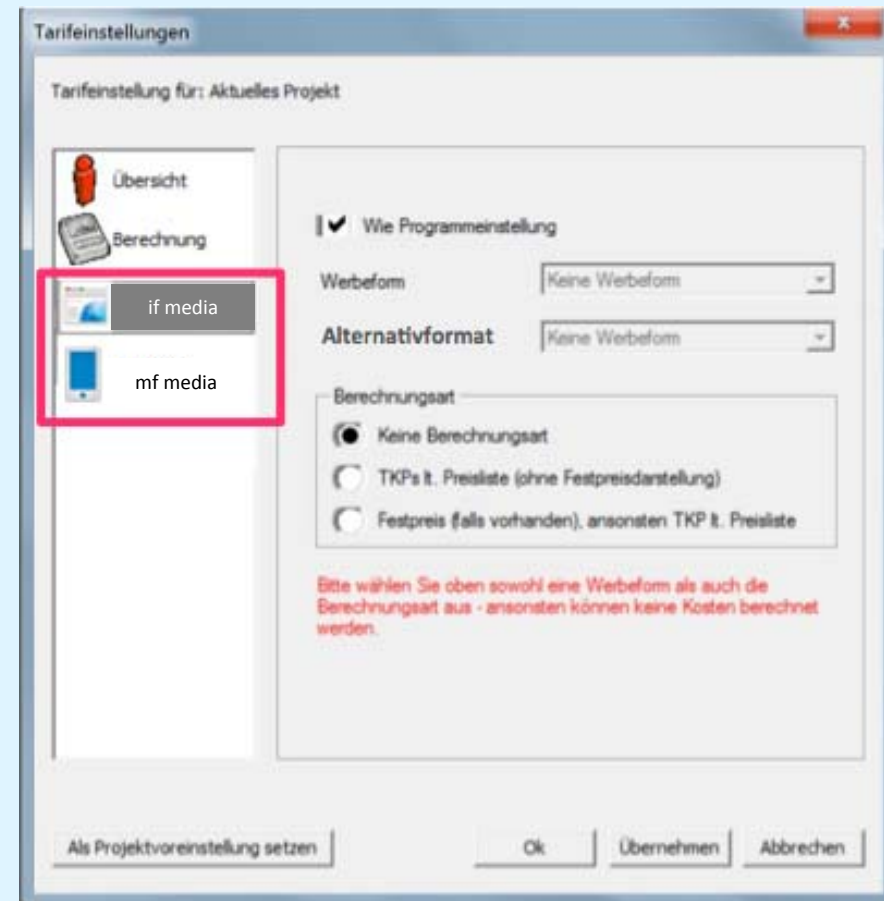 Tarifeinstellungen
Tarifeinstellung für: Aktuelles Projekt
Übersicht
Berechnung
if media
mf media
Wie Programmeinstellung
Werbeform Keine Werbeform
Alternativformat Keine Werbeform
Berechnungsart
Keine Berechnungsart
TKPs lt. Preisliste (ohne Festpreisdarstellung)
Festpreis (falls vorhanden), ansonsten TKP lt. Preisliste
Bitte wählen Sie oben sowohl eine Werbeform als auch die
Berechnungsart aus - ansonsten können keine Kosten berechnet
werden.
Als Projektvoreinstellung setzen Ok Übernehmen Abbrechen